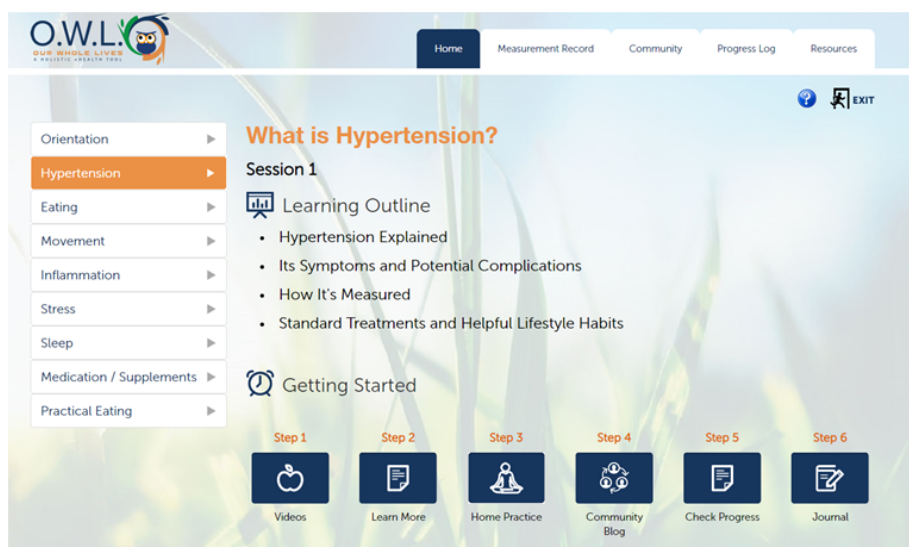 O.W.L.
OUR WHOLE LIVES
A HOLISTIC eHEALTH TOOL
Home
Measurement Record
Community
Progress Log
Resources
?
EXIT
Orientation
Hypertension
Eating
Movement
Inflammation
Stress
Sleep
Medication / Supplements
Practical Eating
What is Hypertension?
Session 1
Learning Outline
• Hypertension Explained
• Its Symptoms and Potential Complications
• How It's Measured
• Standard Treatments and Helpful Lifestyle Habits
Getting Started
Step 1
Step 2
Step 3
Step 4
Step 5
Step 6
Videos
Learn More
Home Practice
Community
Blog
Check Progress
Journal